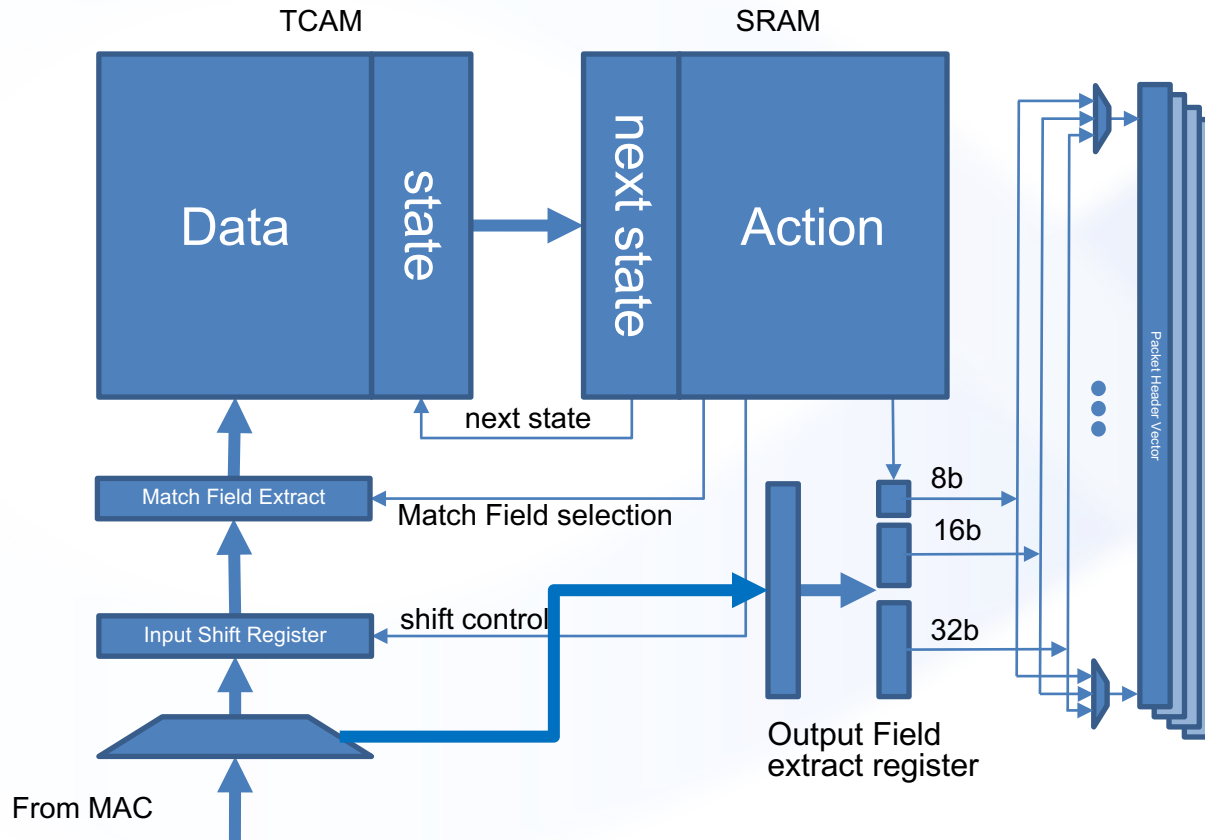 TCAM
SRAM
Data
state
next state
Action
next state
Match Field Extract
Match Field selection
8b
16b
Input Shift Register
shift control
32b
Output Field
extract register
From MAC
Packet Header Vector